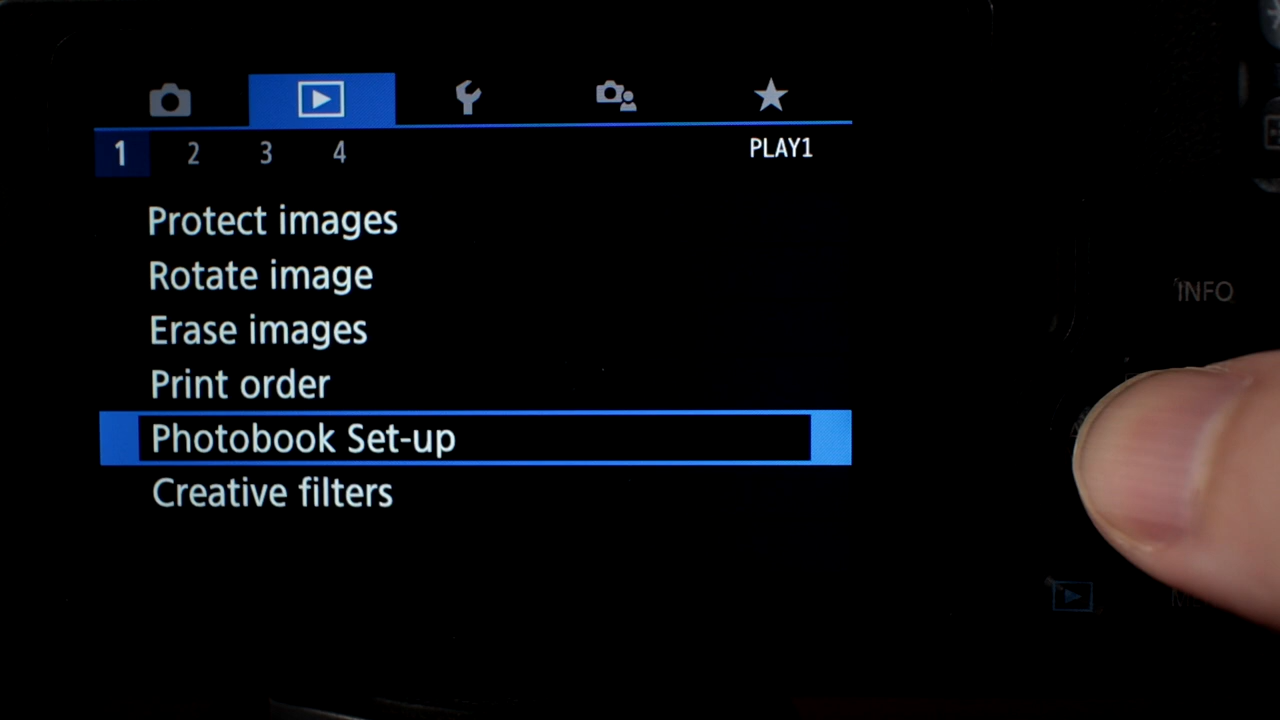 1 2 3 4 PLAY1
Protect images
Rotate image
Erase images
Print order
Photobook Set-up
Creative filters
INFO